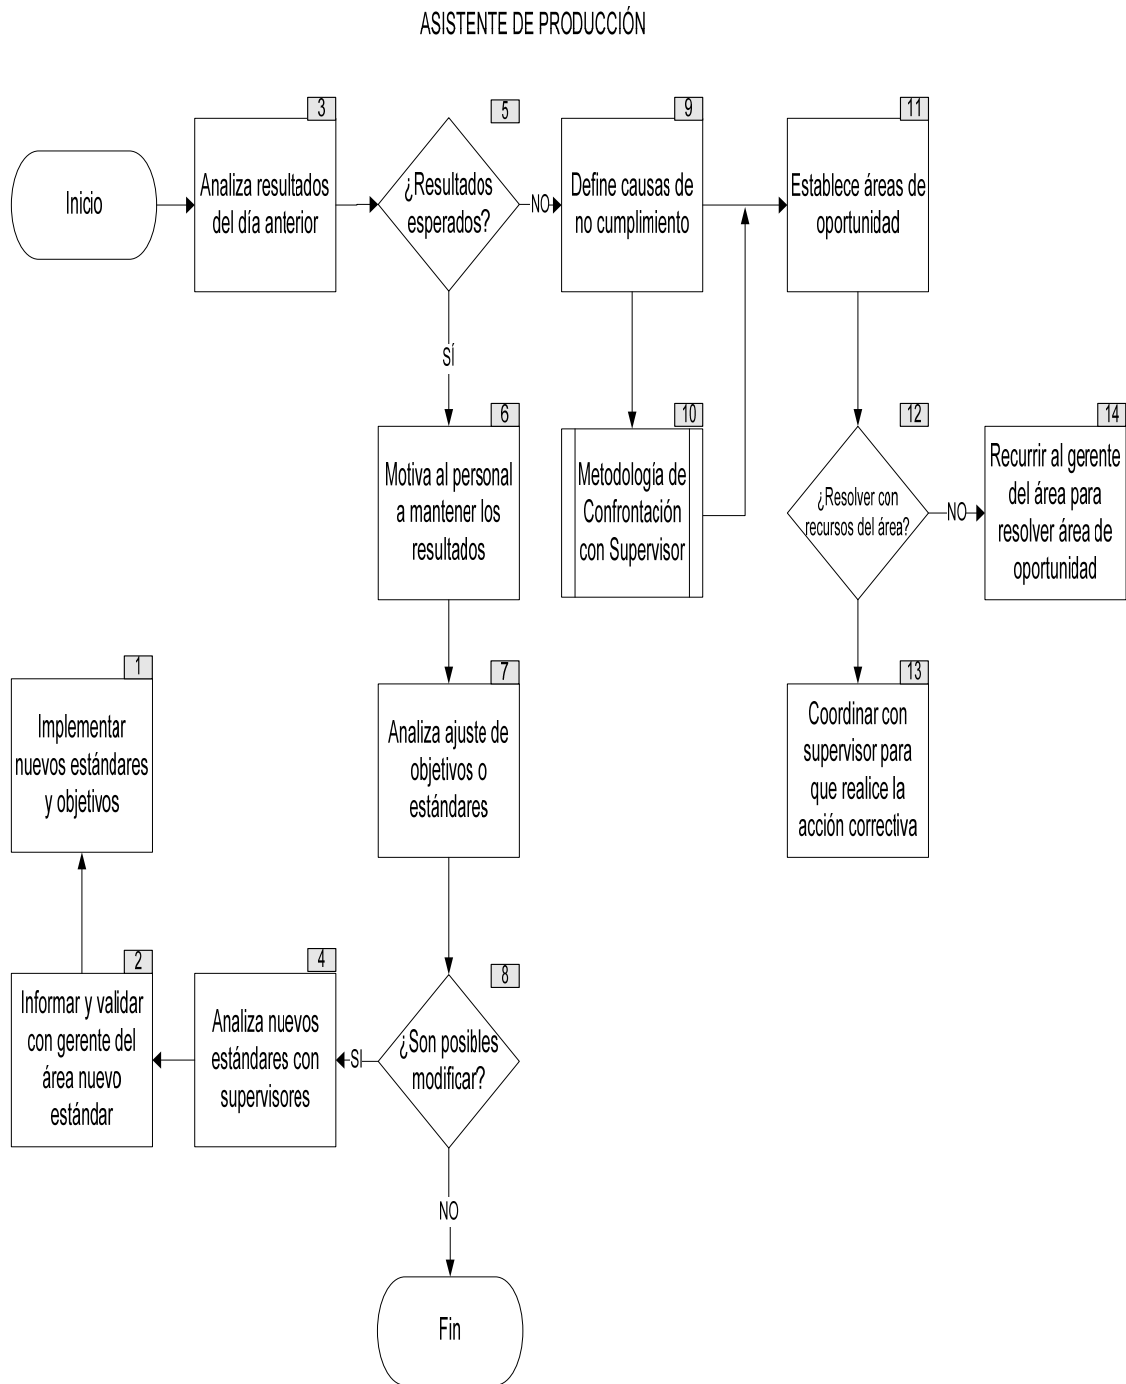 ASISTENTE DE PRODUCCIÓN
Inicio
3
Analiza resultados
del día anterior
5
¿Resultados
esperados?
NO
9
Define causas de
no cumplimiento
11
Establece áreas de
oportunidad
SÍ
6
Motiva al personal
a mantener los
resultados
10
Metodología de
Confrontación
con Supervisor
12
¿Resolver con
recursos del área?
NO
14
Recurrir al gerente
del área para
resolver área de
oportunidad
1
Implementar
nuevos estándares
y objetivos
7
Analiza ajuste de
objetivos o
estándares
13
Coordinar con
supervisor para
que realice la
acción correctiva
2
Informar y validar
con gerente del
área nuevo
estándar
4
Analiza nuevos
estándares con
supervisores
SI
8
¿Son posibles
modificar?
NO
Fin